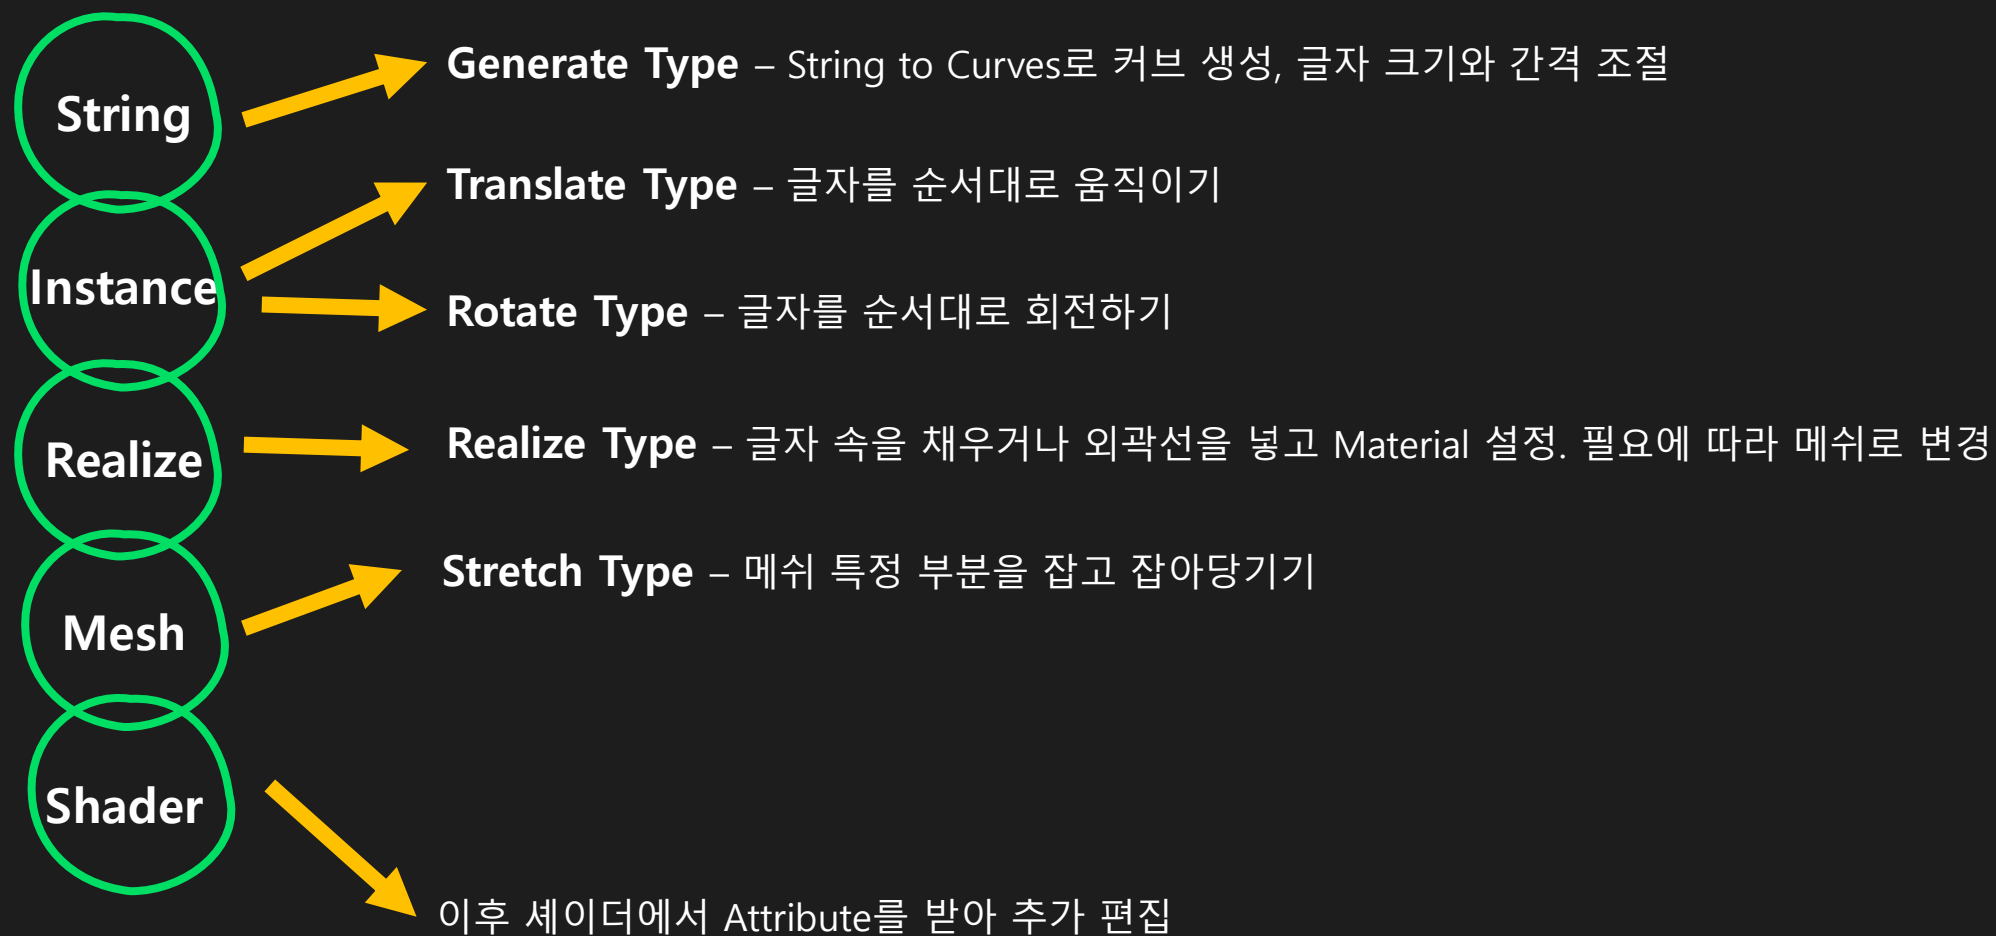 String
Generate Type – String to Curves로 커브 생성, 글자 크기와 간격 조절
Instance
Translate Type – 글자를 순서대로 움직이기
Rotate Type – 글자를 순서대로 회전하기
Realize
Realize Type – 글자 속을 채우거나 외곽선을 넣고 Material 설정. 필요에 따라 메쉬로 변경
Mesh
Stretch Type – 메쉬 특정 부분을 잡고 잡아당기기
Shader
이후 셰이더에서 Attribute를 받아 추가 편집